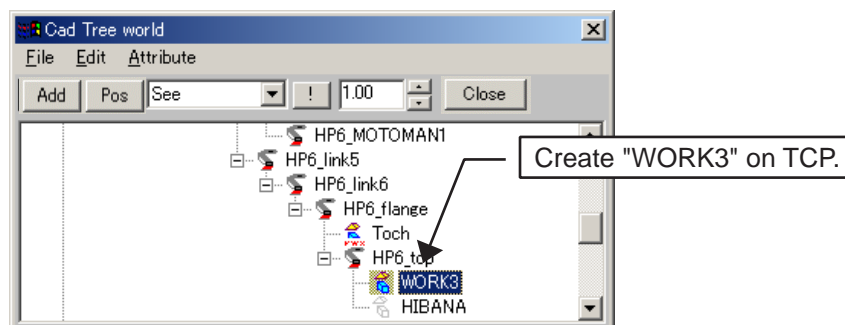 Cad Tree world
File Edit Attribute
Add Pos See ! 1.00 Close
HP6_MOTOMAN1
HP6_link5
Create "WORK3" on TCP.
HP6_link6
HP6_flange
Toch
HP6_top
WORK3
HIBANA